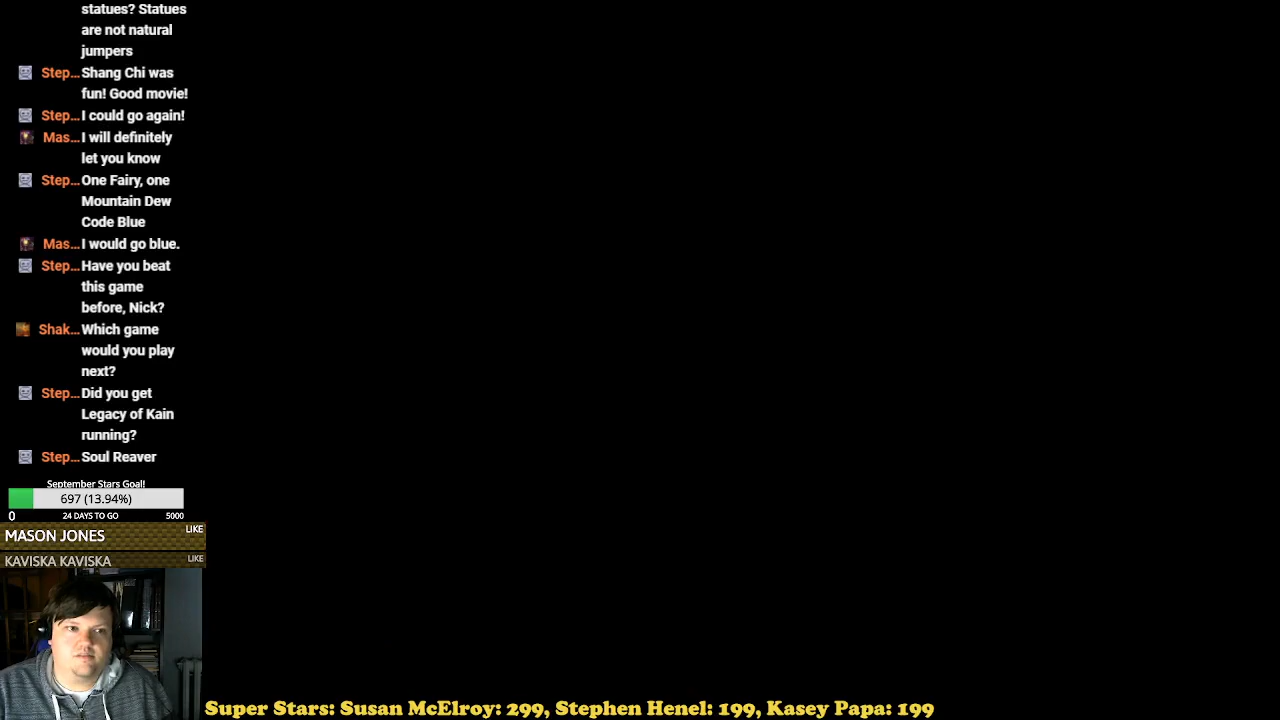 statues? Statues
are not natural
jumpers
Step... Shang Chi was
fun! Good movie!
Step... I could go again!
Mas... I will definitely
let you know
Step... One Fairy, one
Mountain Dew
Code Blue
Mas... I would go blue.
Step... Have you beat
this game
before, Nick?
Shak... Which game
would you play
next?
Step... Did you get
Legacy of Kain
running?
Step... Soul Reaver
September Stars Goal!
697 (13.94%)
0 24 DAYS TO GO 5000
MASON JONES LIKE
KAVISKA KAVISKA LIKE
Super Stars: Susan McElroy: 299, Stephen Henel: 199, Kasey Papa: 199